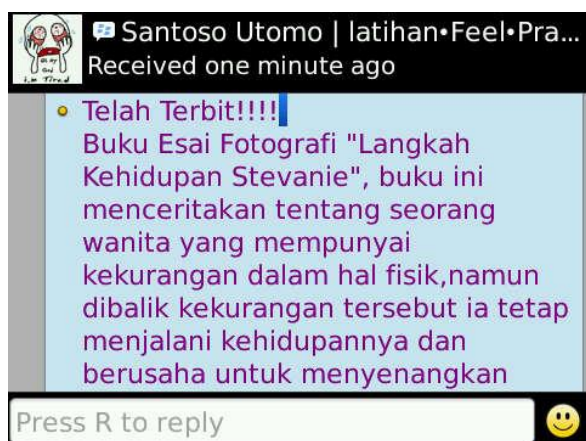 Santoso Utomo | latihan•Feel•Pra...
Received one minute ago
Telah Terbit!!!!
Buku Esai Fotografi "Langkah
Kehidupan Stevanie", buku ini
menceritakan tentang seorang
wanita yang mempunyai
kekurangan dalam hal fisik,namun
dibalik kekurangan tersebut ia tetap
menjalani kehidupannya dan
berusaha untuk menyenangkan
Press R to reply